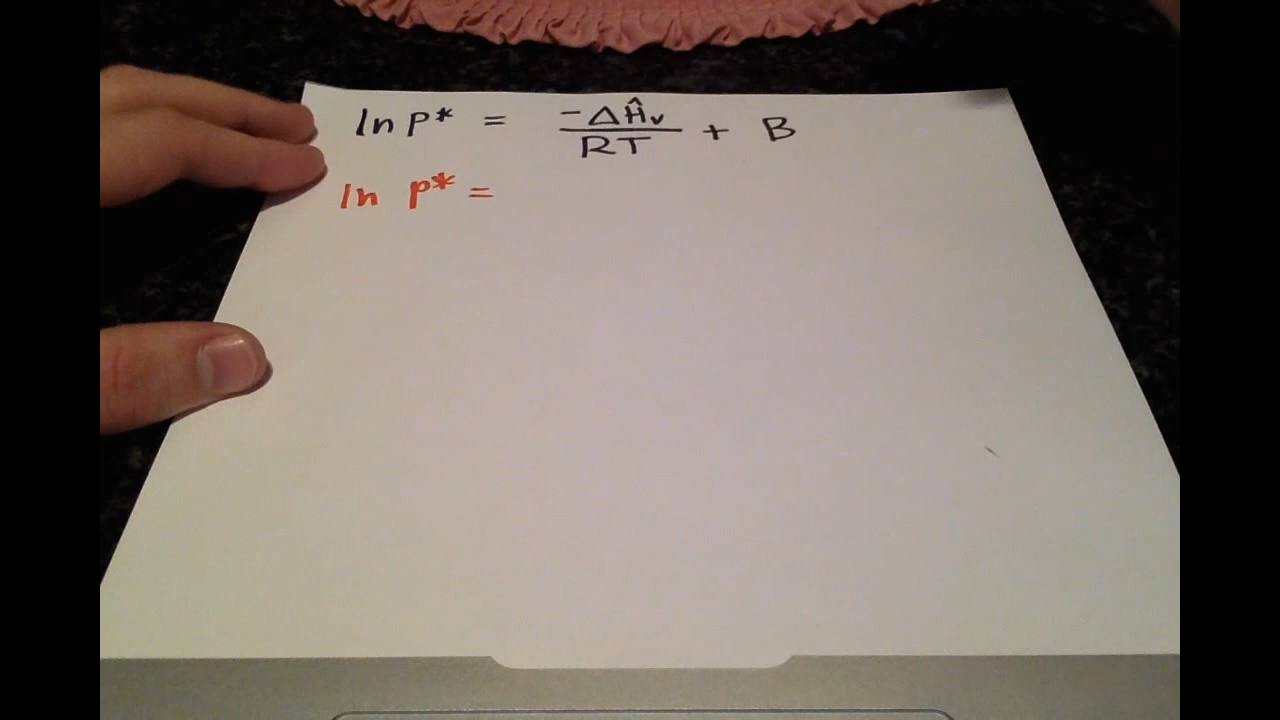 ln P* = -ΔĤv/RT + B
ln P* =